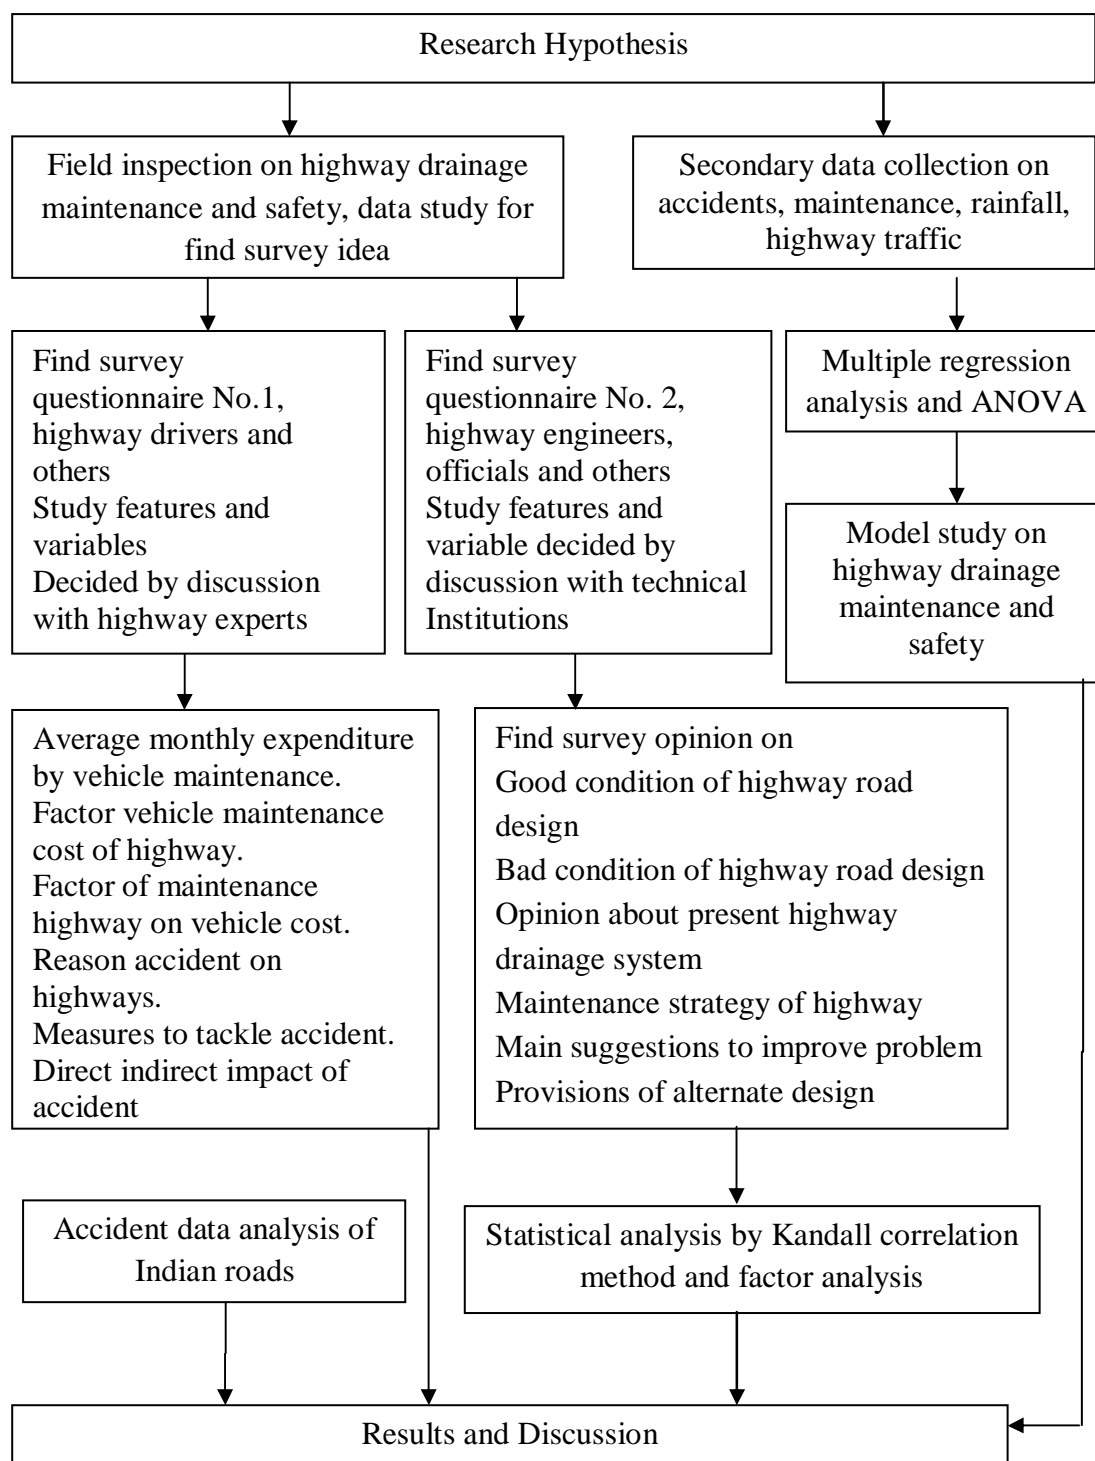 Research Hypothesis
Field inspection on highway drainage
maintenance and safety, data study for
find survey idea
Secondary data collection on
accidents, maintenance, rainfall,
highway traffic
Find survey
questionnaire No.1,
highway drivers and
others
Study features and
variables
Decided by discussion
with highway experts
Find survey
questionnaire No. 2,
highway engineers,
officials and others
Study features and
variable decided by
discussion with technical
Institutions
Multiple regression
analysis and ANOVA
Model study on
highway drainage
maintenance and
safety
Average monthly expenditure
by vehicle maintenance.
Factor vehicle maintenance
cost of highway.
Factor of maintenance
highway on vehicle cost.
Reason accident on
highways.
Measures to tackle accident.
Direct indirect impact of
accident
Find survey opinion on
Good condition of highway road
design
Bad condition of highway road design
Opinion about present highway
drainage system
Maintenance strategy of highway
Main suggestions to improve problem
Provisions of alternate design
Accident data analysis of
Indian roads
Statistical analysis by Kandall correlation
method and factor analysis
Results and Discussion